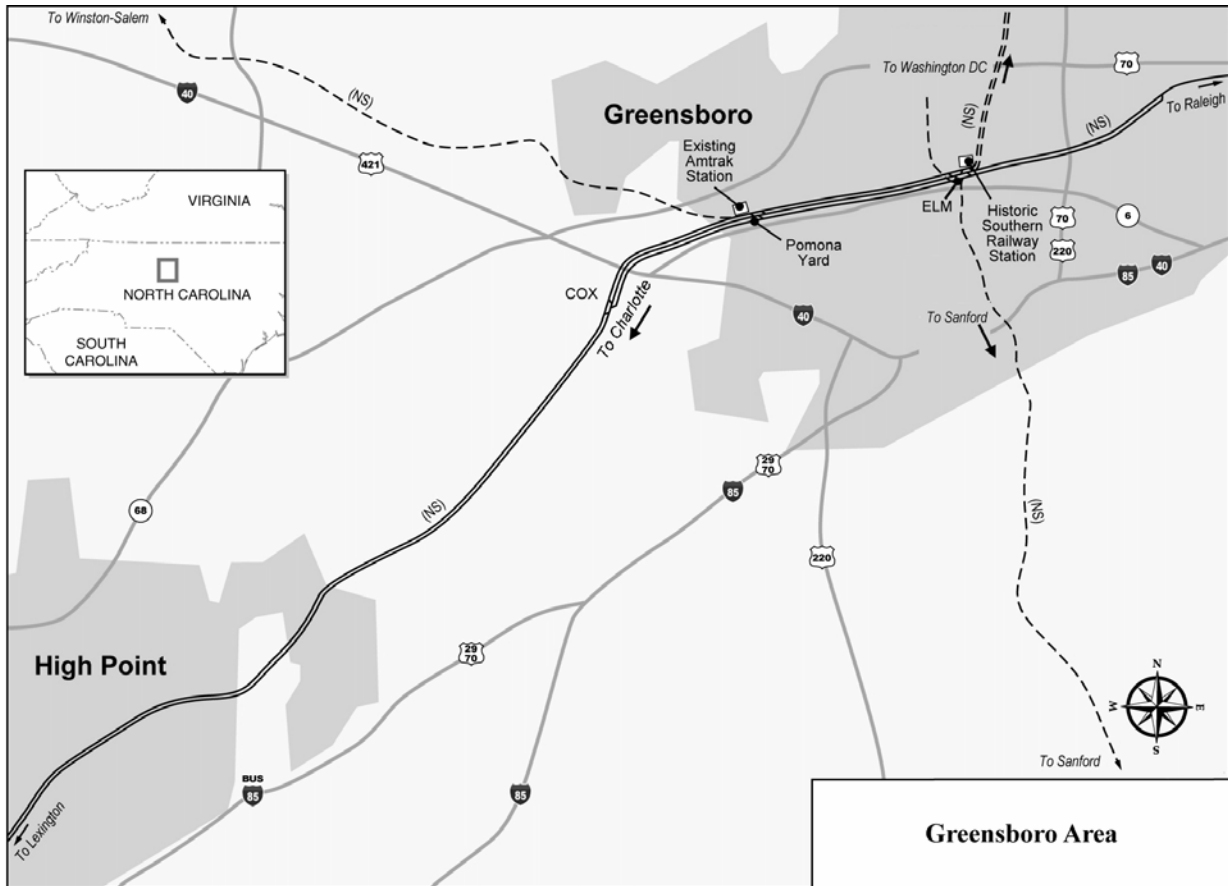 To Winston-Salem
40
(NS)
421
To Washington DC
70
To Raleigh
(NS)
(NS)
Greensboro
Existing
Amtrak
Station
ELM
Historic
Southern
Railway
Station
70
220
6
85
40
Pomona
Yard
VIRGINIA
NORTH CAROLINA
SOUTH
CAROLINA
COX
To Charlotte
40
To Sanford
29
70
85
68
(NS)
220
(NS)
High Point
29
70
N
W
E
S
BUS
85
85
To Sanford
To Lexington
Greensboro Area